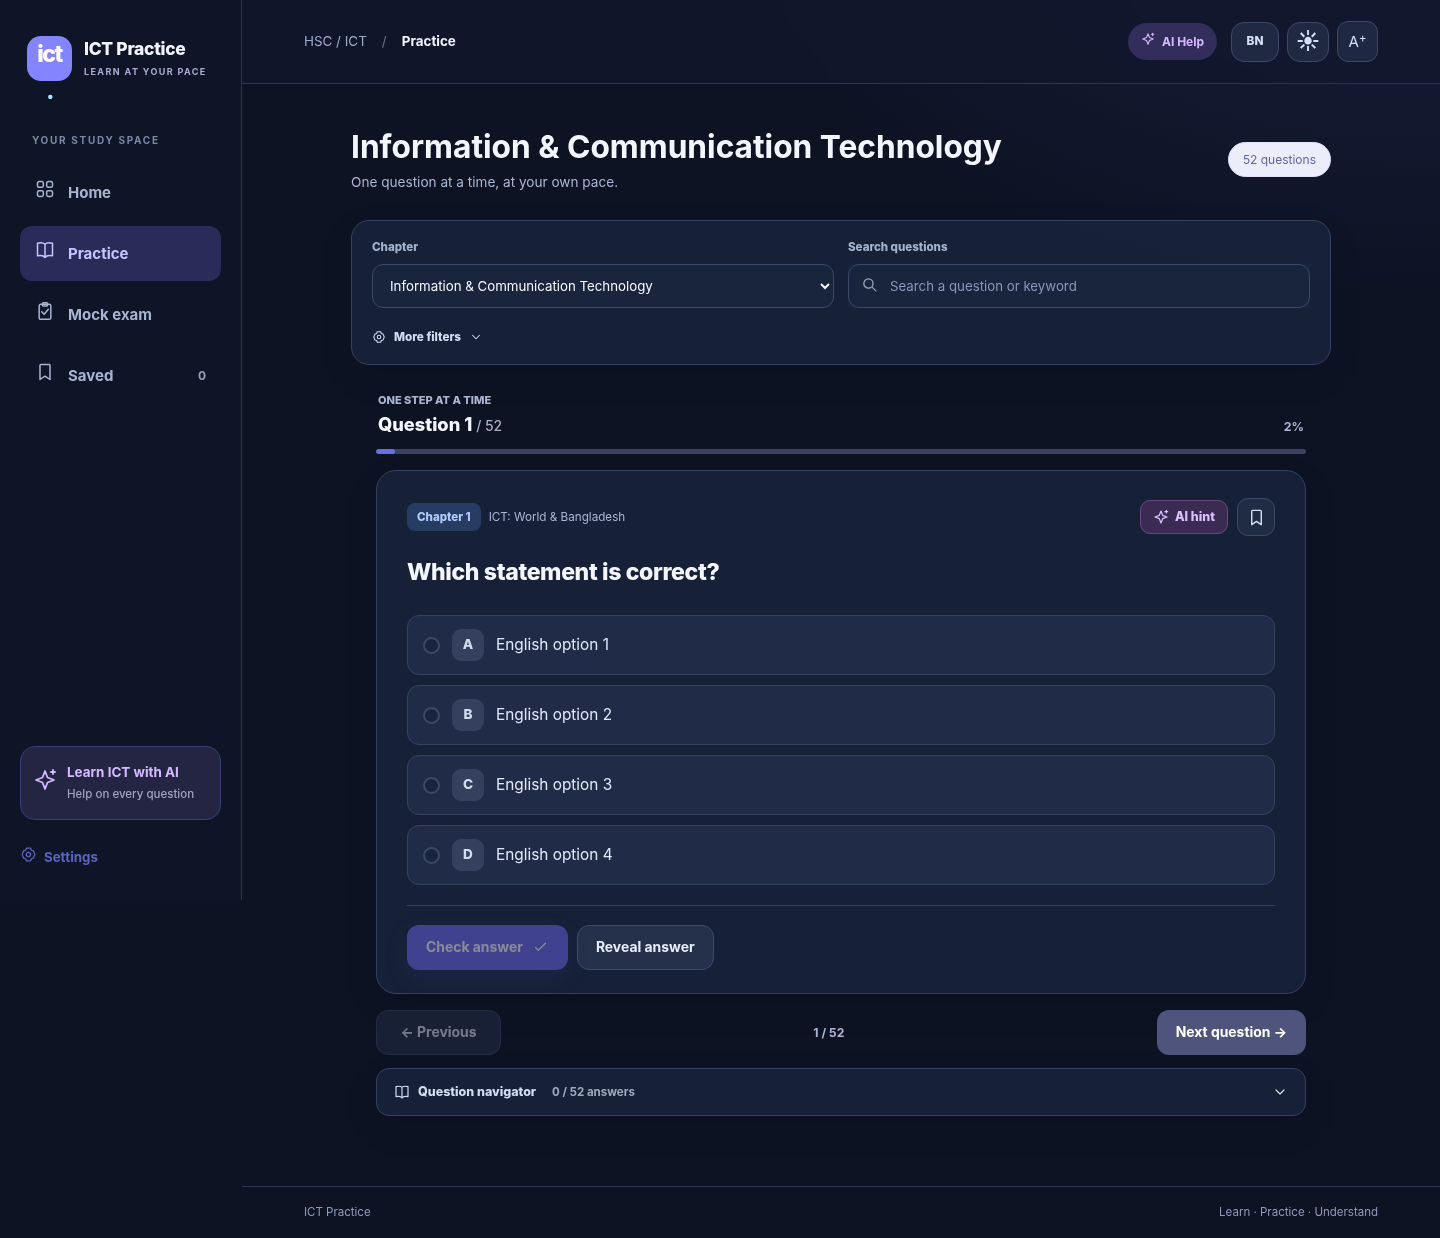 ict
ICT Practice
LEARN AT YOUR PACE
YOUR STUDY SPACE
Home
Practice
Mock exam
Saved 0
Learn ICT with AI
Help on every question
Settings
HSC / ICT / Practice
AI Help
BN
A+
Information & Communication Technology
One question at a time, at your own pace.
52 questions
Chapter
Information & Communication Technology
Search questions
Search a question or keyword
More filters
ONE STEP AT A TIME
Question 1 / 52
2%
Chapter 1 ICT: World & Bangladesh
AI hint
Which statement is correct?
A English option 1
B English option 2
C English option 3
D English option 4
Check answer
Reveal answer
← Previous
1 / 52
Next question →
Question navigator 0 / 52 answers
ICT Practice
Learn · Practice · Understand